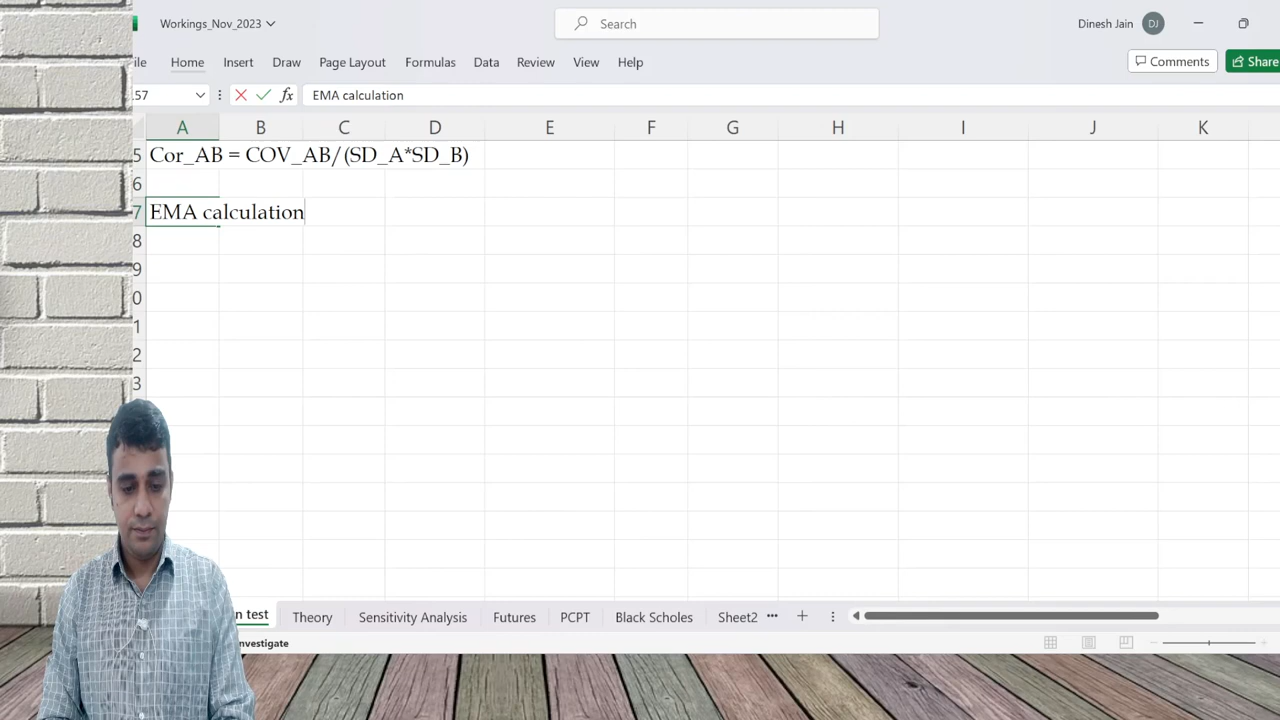 Workings_Nov_2023
Search
Dinesh Jain DJ
ile Home Insert Draw Page Layout Formulas Data Review View Help
Comments Share
57 fx EMA calculation
A B C D E F G H I J K
5 Cor_AB = COV_AB/(SD_A*SD_B)
6
7 EMA calculation
8
9
0
1
2
3
n test Theory Sensitivity Analysis Futures PCPT Black Scholes Sheet2
nvestigate